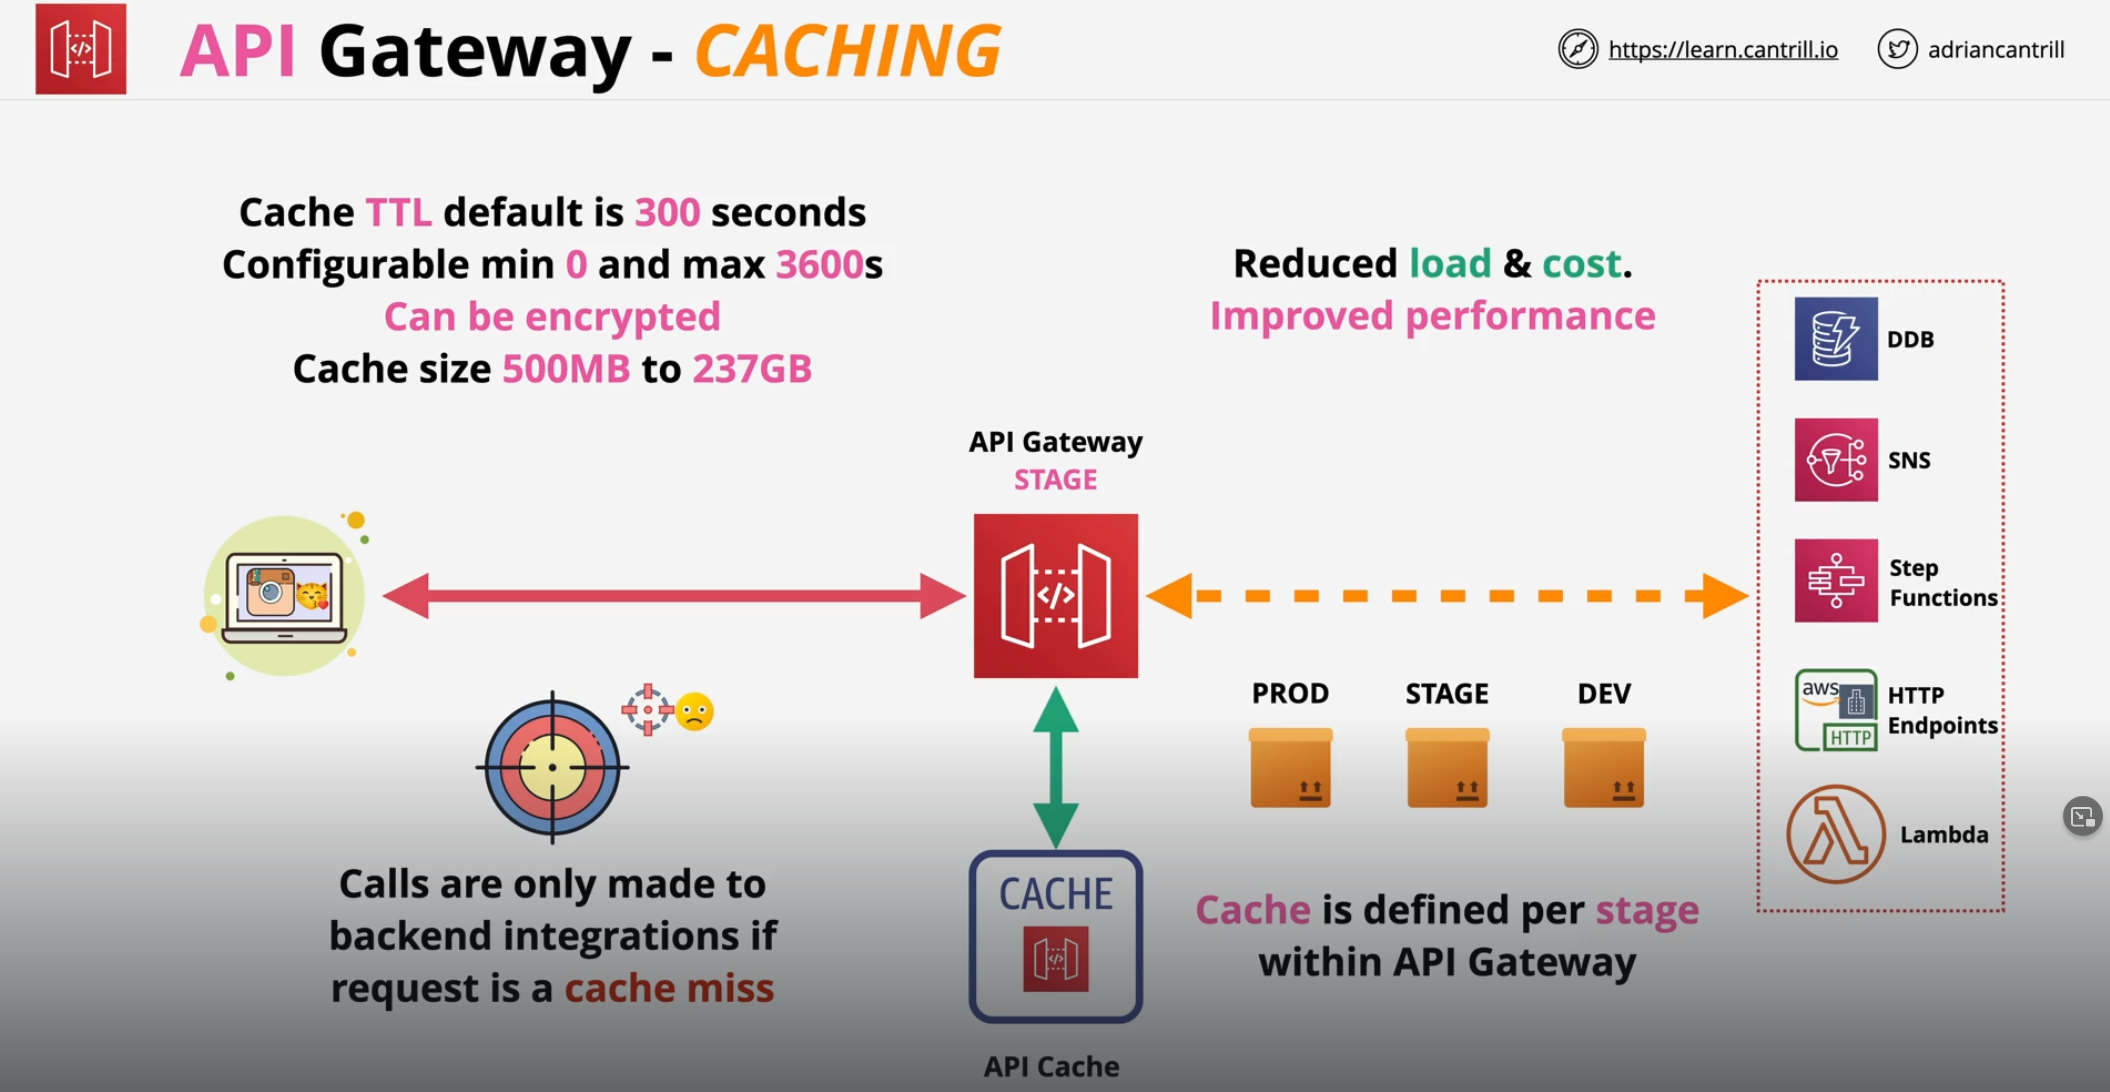 API Gateway - CACHING
https://learn.cantrill.io
adriancantrill
Cache TTL default is 300 seconds
Configurable min 0 and max 3600s
Can be encrypted
Cache size 500MB to 237GB
Reduced load & cost.
Improved performance
API Gateway
STAGE
DDB
SNS
Step
Functions
aws
HTTP
HTTP
Endpoints
Lambda
PROD
STAGE
DEV
Calls are only made to
backend integrations if
request is a cache miss
CACHE
API Cache
Cache is defined per stage
within API Gateway